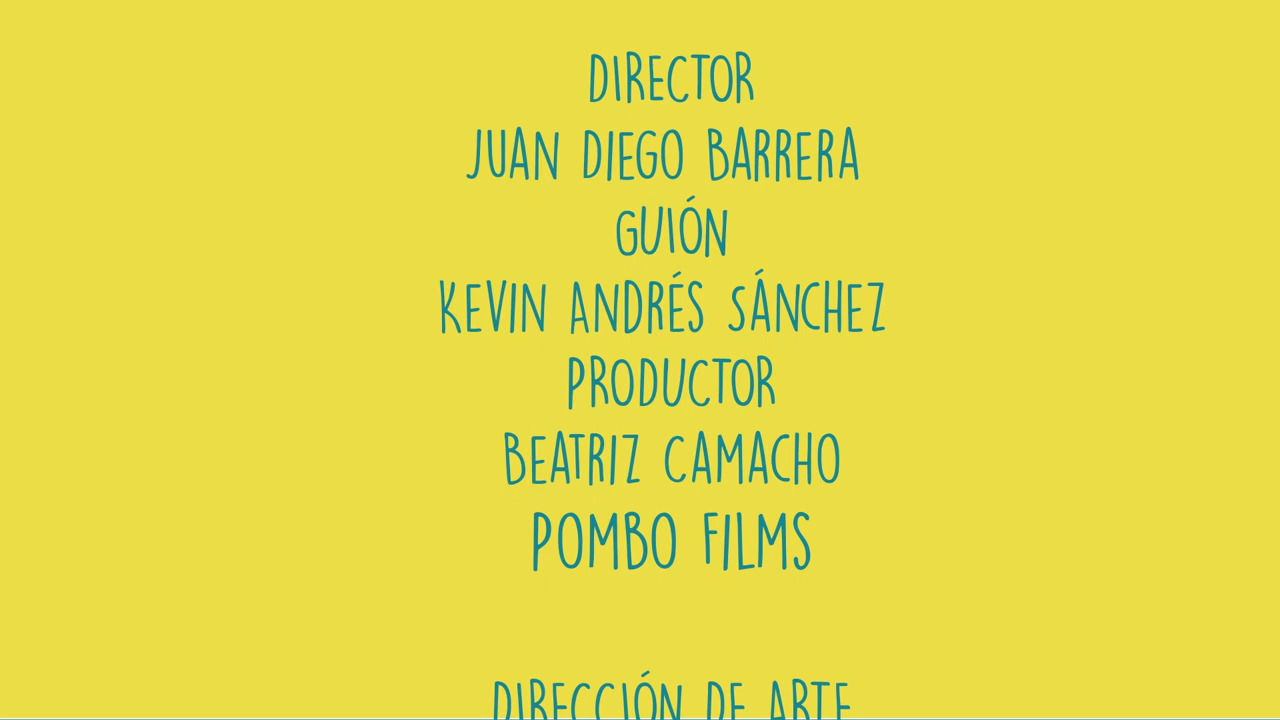 DIRECTOR
JUAN DIEGO BARRERA
GUIÓN
KEVIN ANDRÉS SÁNCHEZ
PRODUCTOR
BEATRIZ CAMACHO
POMBO FILMS
DIRECCIÓN DE ARTE